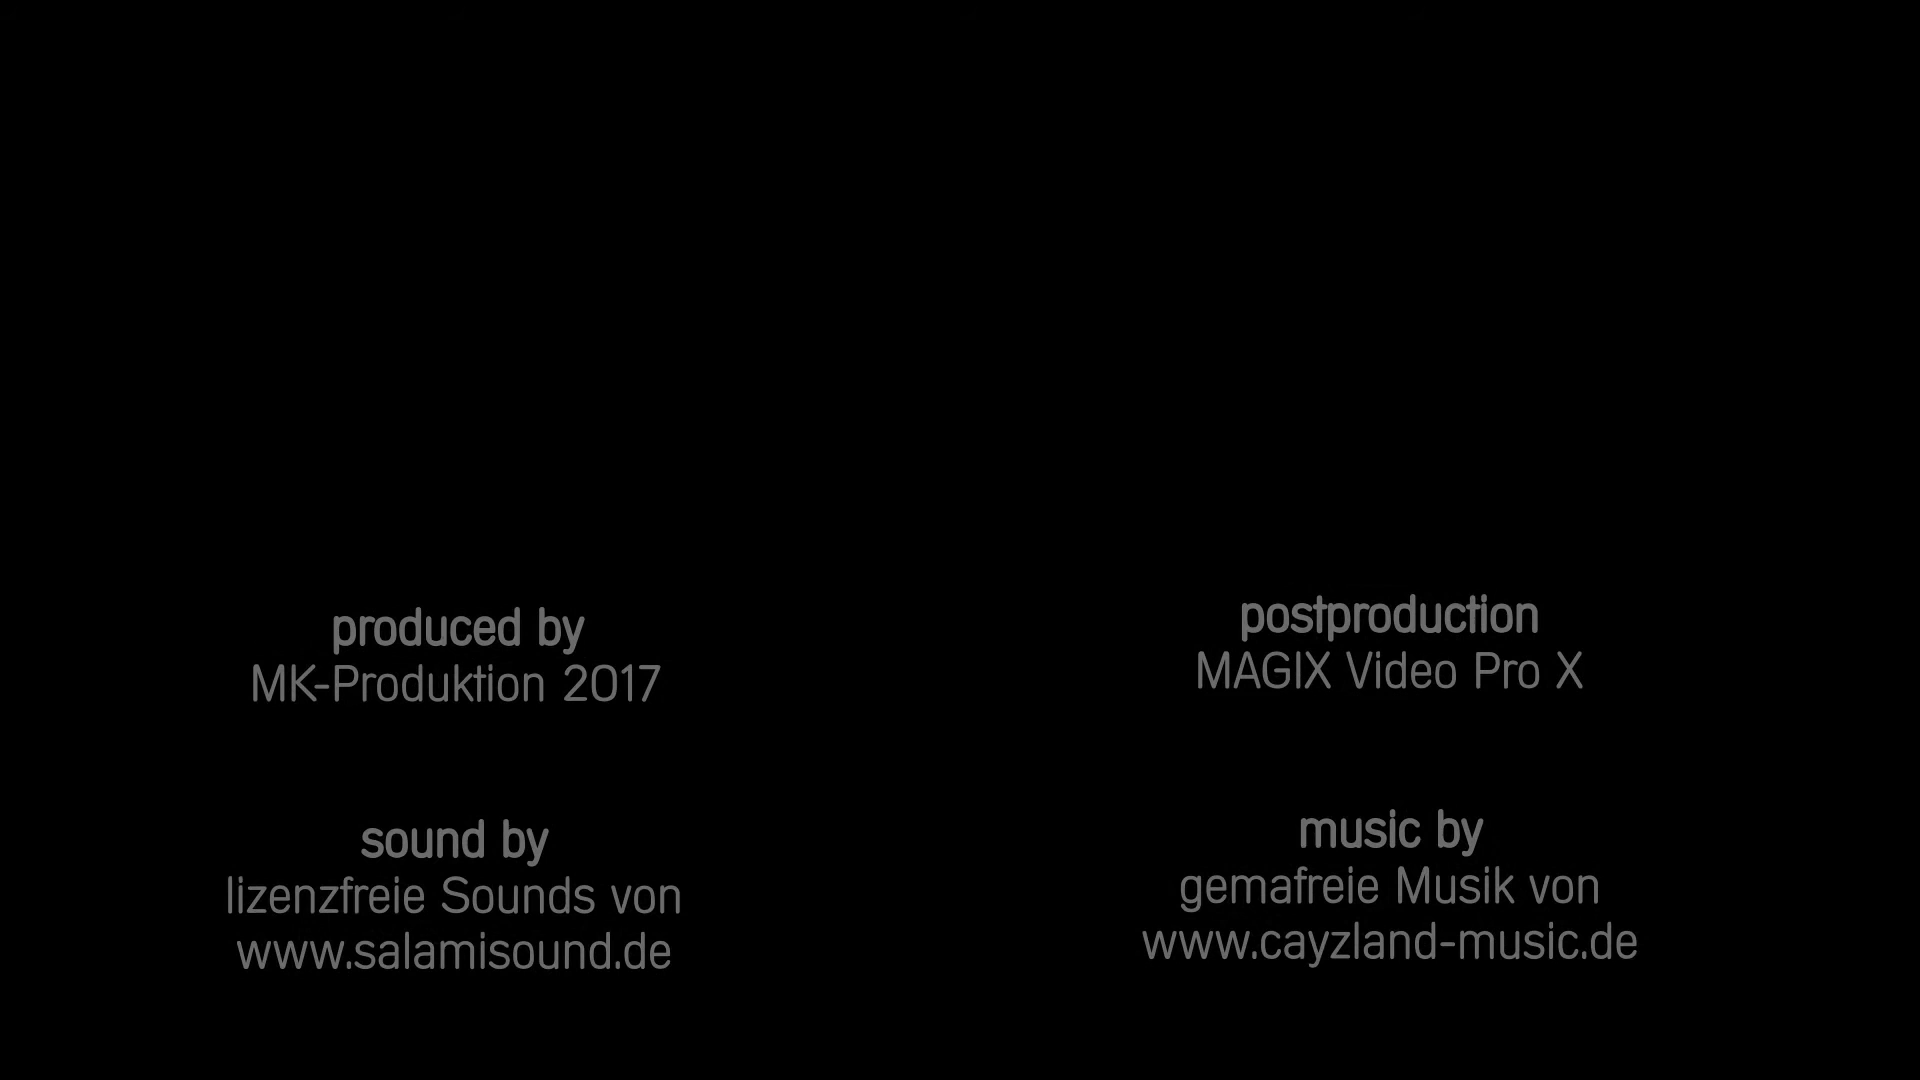 produced by
MK-Produktion 2017
postproduction
MAGIX Video Pro X
sound by
lizenzfreie Sounds von
www.salamisound.de
music by
gemafreie Musik von
www.cayzland-music.de